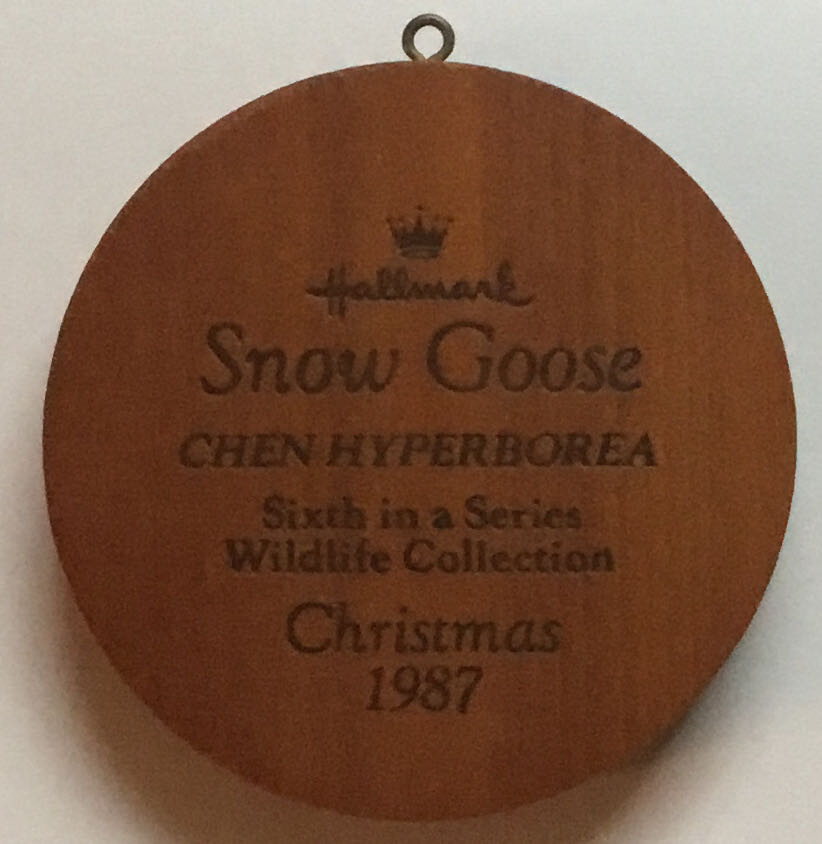 Hallmark
Snow Goose
CHEN HYPERBOREA
Sixth in a Series
Wildlife Collection
Christmas
1987